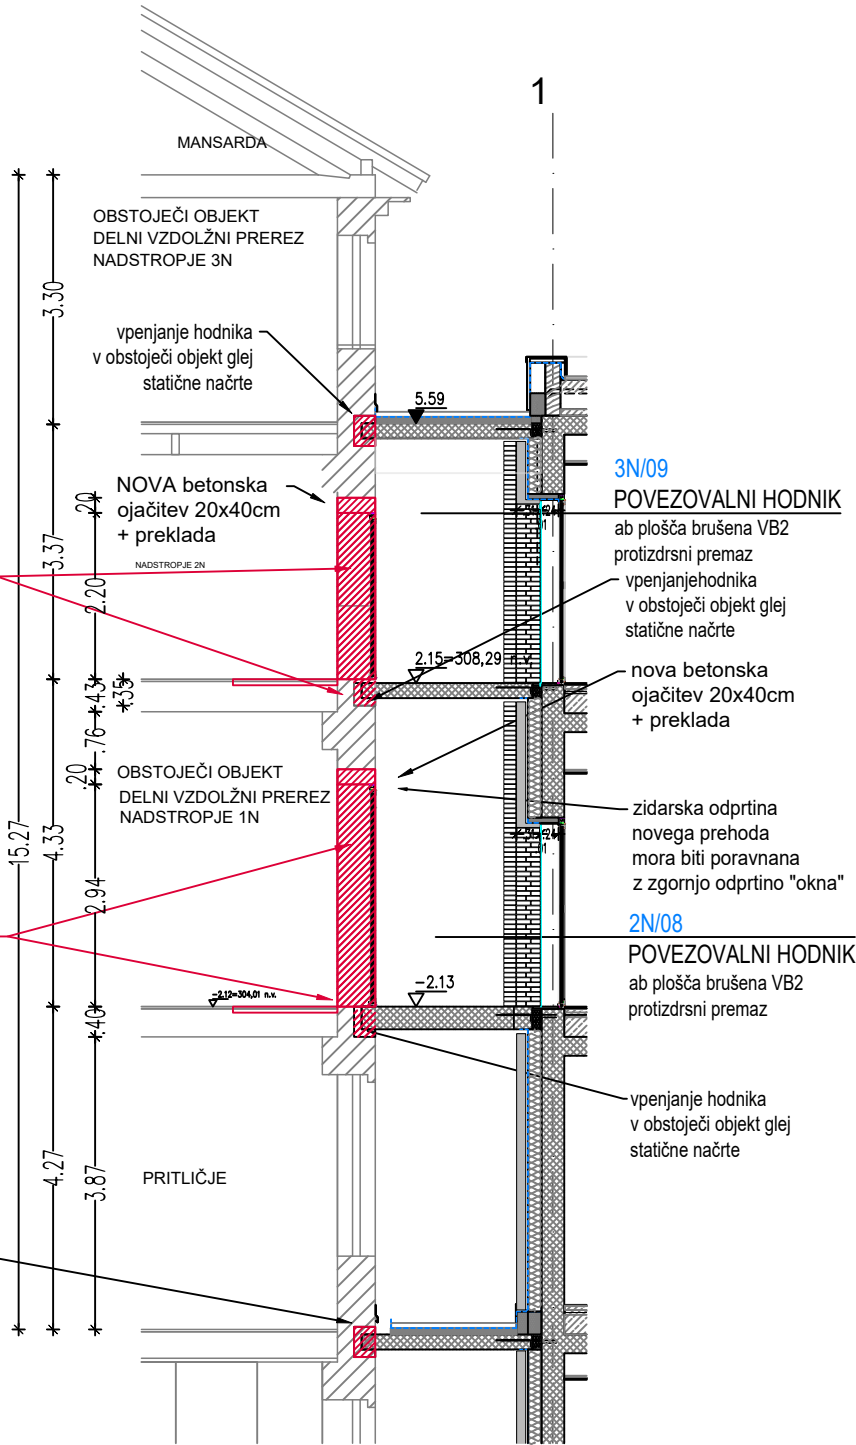 1
MANSARDA
OBSTOJEČI OBJEKT
DELNI VZDOLŽNI PREREZ
NADSTROPJE 3N
3.30
vpenjanje hodnika
v obstoječi objekt glej
statične načrte
5.59
3N/09
POVEZOVALNI HODNIK
ab plošča brušena VB2
protizdrsni premaz
NOVA betonska
ojačitev 20x40cm
+ preklada
.20
3.37
2.20
NADSTROPJE 2N
vpenjanjehodnika
v obstoječi objekt glej
statične načrte
2.15=308,29 n.v.
.43
.35
nova betonska
ojačitev 20x40cm
+ preklada
.76
.20
OBSTOJEČI OBJEKT
DELNI VZDOLŽNI PREREZ
NADSTROPJE 1N
15.27
4.33
2.94
zidarska odprtina
novega prehoda
mora biti poravnana
z zgornjo odprtino "okna"
2N/08
POVEZOVALNI HODNIK
ab plošča brušena VB2
protizdrsni premaz
-2.12=304,01 n.v.
-2.13
.40
vpenjanje hodnika
v obstoječi objekt glej
statične načrte
4.27
3.87
PRITLIČJE